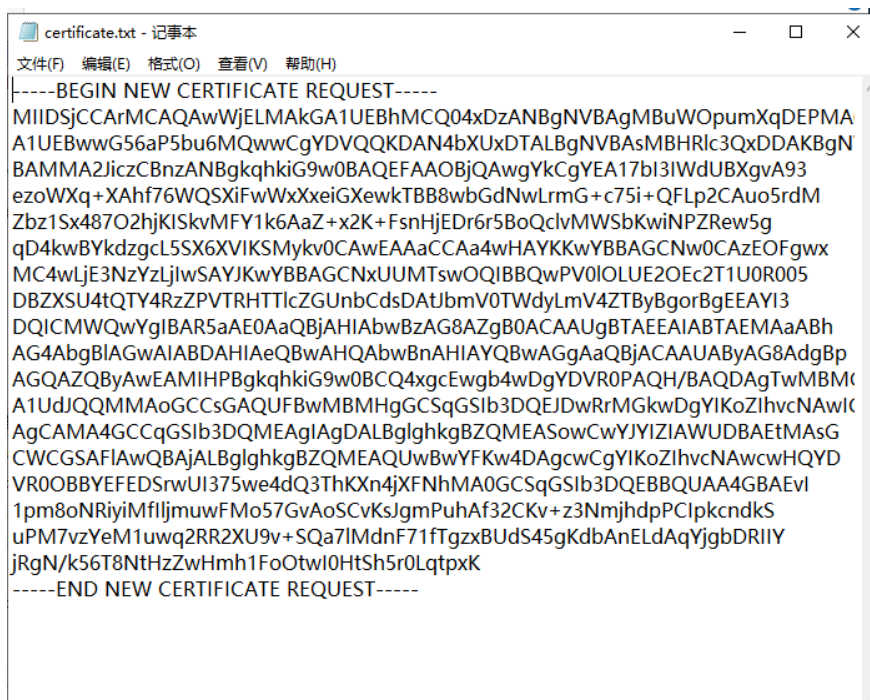 certificate.txt - 记事本
文件(F) 编辑(E) 格式(O) 查看(V) 帮助(H)
-----BEGIN NEW CERTIFICATE REQUEST-----
MIIDSjCCArMCAQAwWjELMAkGA1UEBhMCQ04xDzANBgNVBAgMBuWOpumXqDEPMA
A1UEBwwG56aP5bu6MQwwCgYDVQQKDAN4bXUxDTALBgNVBAsMBHRlc3QxDDAKBgN
BAMMA2JiczCBnzANBgkqhkiG9w0BAQEFAAOBjQAwgYkCgYEA17bI3IWdUBXgvA93
ezoWXq+XAhf76WQSXiFwWxXxeiGXewkTBB8wbGdNwLrmG+c75i+QFLp2CAuo5rdM
Zbz1Sx487O2hjKISkvMFY1k6AaZ+x2K+FsnHjEDr6r5BoQclvMWSbKwiNPZRew5g
qD4kwBYkdzgcL5SX6XVIKSMykv0CAwEAAaCCAa4wHAYKKwYBBAGCNw0CAzEOFgwx
MC4wLjE3NzYzLjIwSAYJKwYBBAGCNxUUMTswOQIBBQwPV0lOLUE2OEc2T1U0R005
DBZXSU4tQTY4RzZPVTRHTTlcZGUnbCdsDAtJbmV0TWdyLmV4ZTByBgorBgEEAYI3
DQICMWQwYgIBAR5aAE0AaQBjAHIAbwBzAG8AZgB0ACAAUgBTAEEAIABTAEMAaABh
AG4AbgBlAGwAIABDAHIAeQBwAHQAbwBnAHIAYQBwAGgAaQBjACAAUAByAG8AdgBp
AGQAZQByAwEAMIHPBgkqhkiG9w0BCQ4xgcEwgb4wDgYDVR0PAQH/BAQDAgTwMBM
A1UdJQQMMAoGCCsGAQUFBwMBMHgGCSqGSIb3DQEJDwRrMGkwDgYIKoZIhvcNAwI
AgCAMA4GCCqGSIb3DQMEAgIAgDALBglghkgBZQMEASowCwYJYIZIAWUDBAEtMAsG
CWCGSAFlAwQBAjALBglghkgBZQMEAQUwBwYFKw4DAgcwCgYIKoZIhvcNAwcwHQYD
VR0OBBYEFEDSrwUI375we4dQ3ThKXn4jXFNhMA0GCSqGSIb3DQEBBQUAA4GBAEvI
1pm8oNRiyiMfIljmuwFMo57GvAoSCvKsJgmPuhAf32CKv+z3NmjhdpPCIpkcndkS
uPM7vzYeM1uwq2RR2XU9v+SQa7lMdnF71fTgzxBUdS45gKdbAnELdAqYjgbDRIIY
jRgN/k56T8NtHzZwHmh1FoOtwI0HtSh5r0LqtpxK
-----END NEW CERTIFICATE REQUEST-----